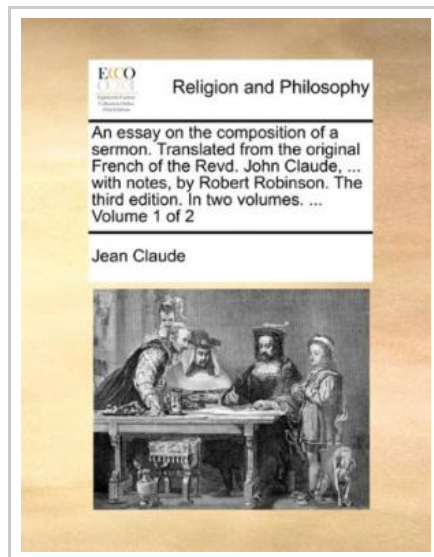 ECCO
Religion and Philosophy
An essay on the composition of a
sermon. Translated from the original
French of the Revd. John Claude, ...
with notes, by Robert Robinson. The
third edition. In two volumes. ...
Volume 1 of 2
Jean Claude